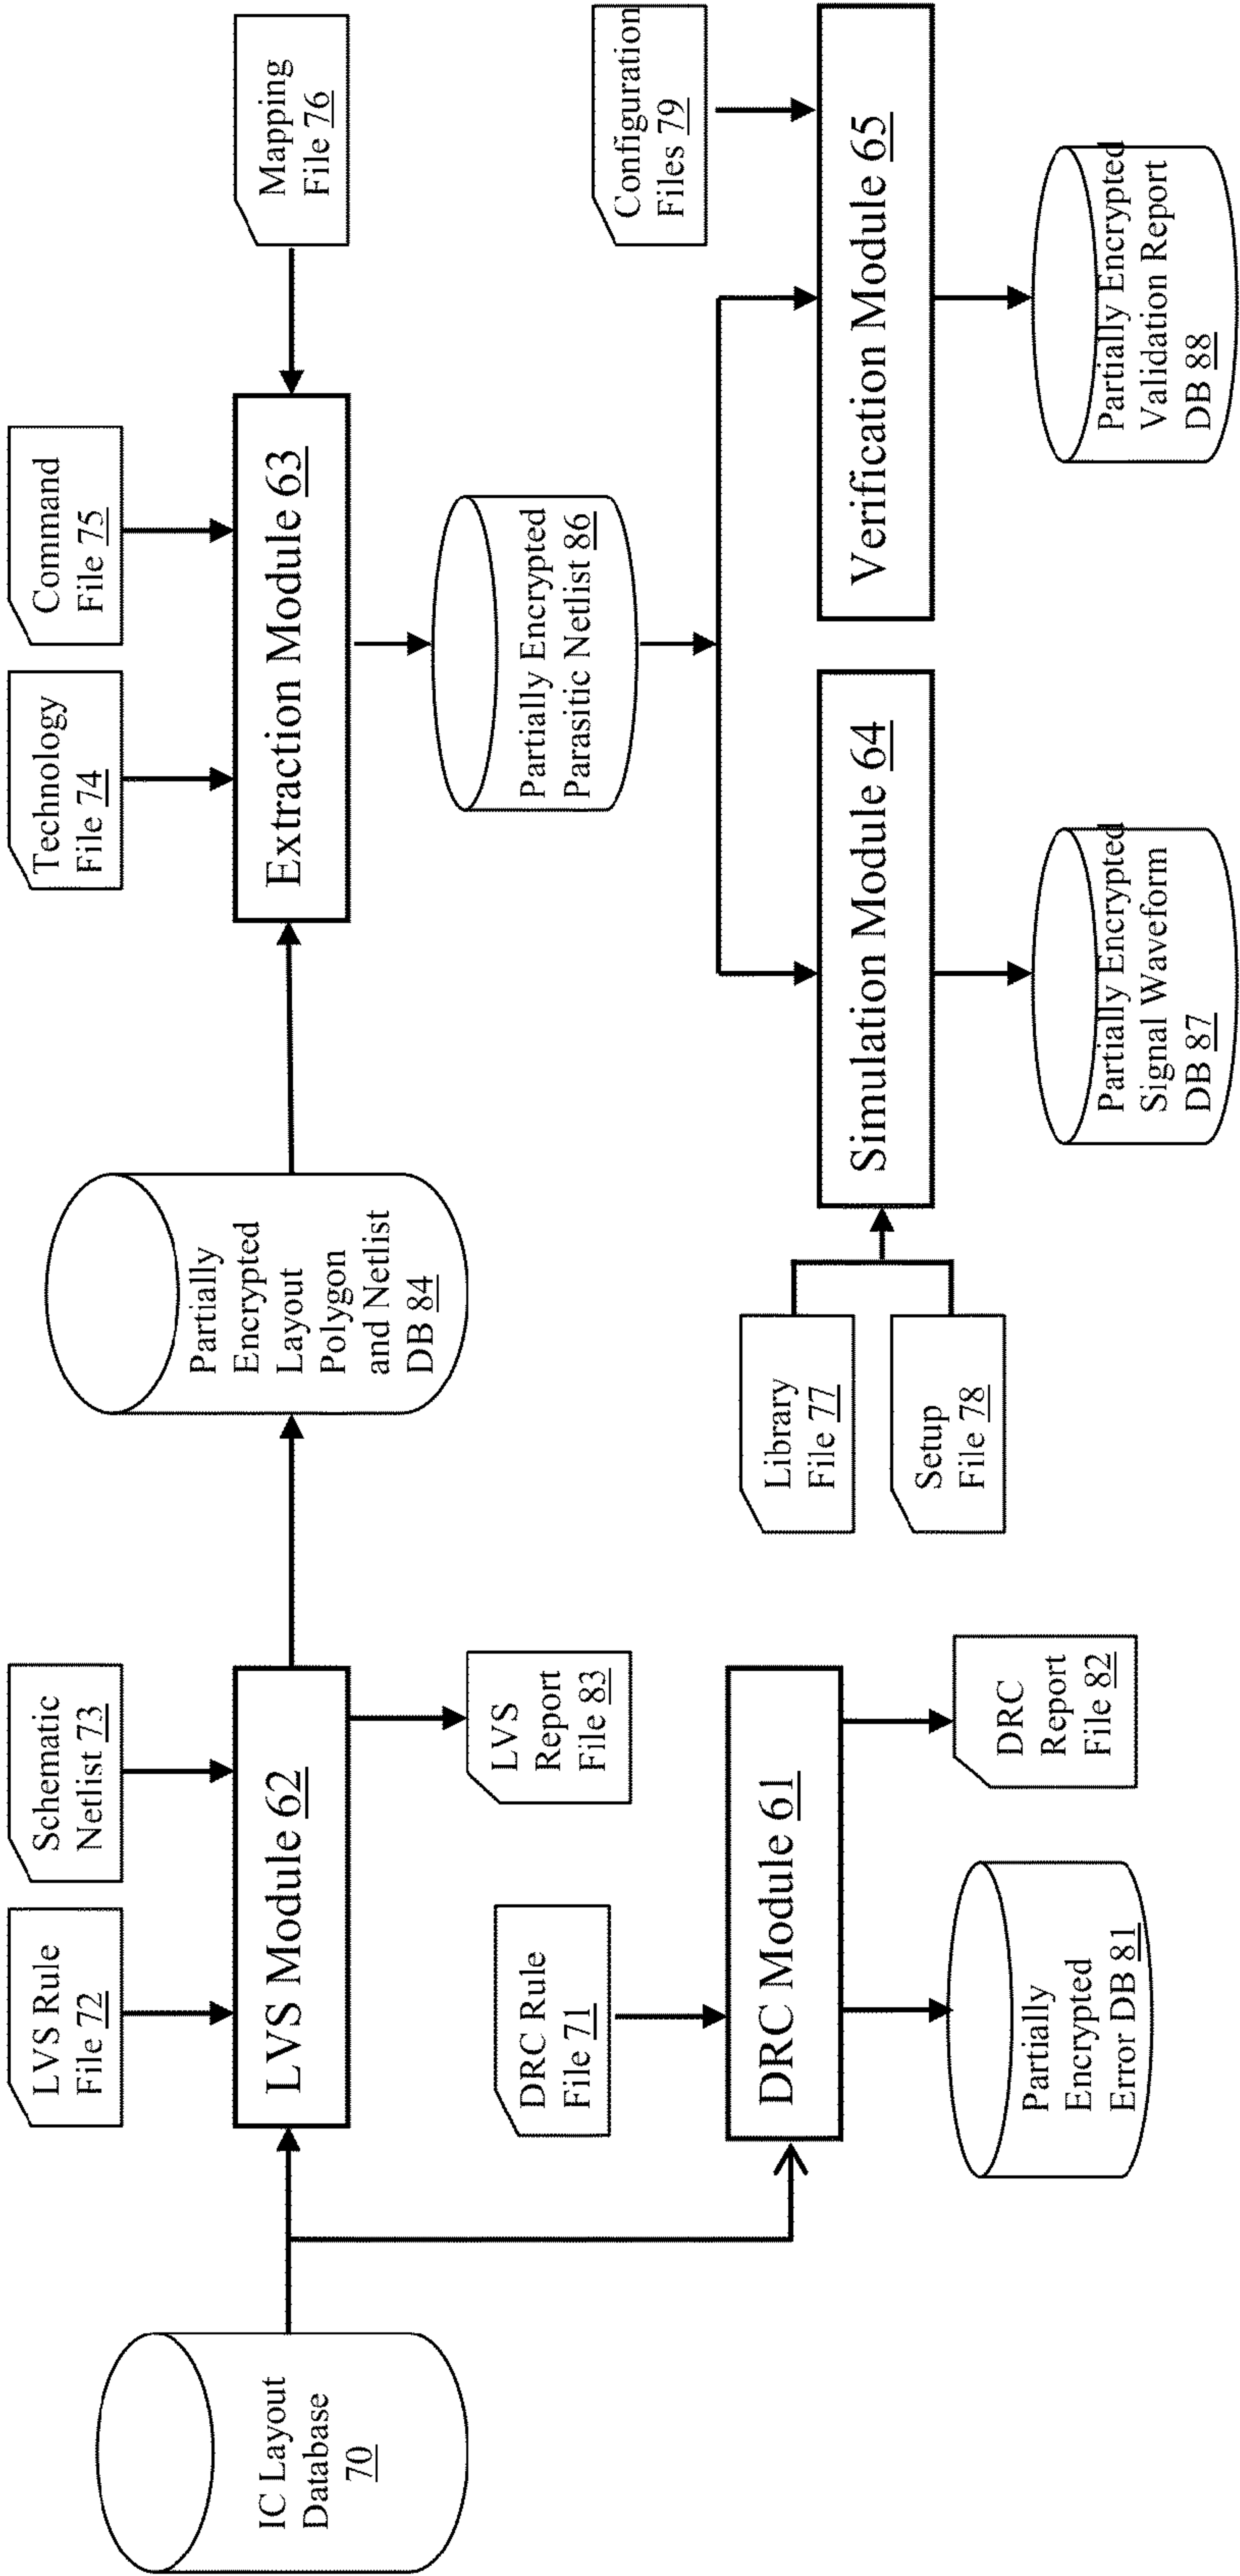 IC Layout
Database
70
LVS Rule
File 72
Schematic
Netlist 73
LVS Module 62
LVS
Report
File 83
DRC Rule
File 71
DRC Module 61
Partially
Encrypted
Error DB 81
DRC
Report
File 82
Partially
Encrypted
Layout
Polygon
and Netlist
DB 84
Technology
File 74
Command
File 75
Mapping
File 76
Extraction Module 63
Partially Encrypted
Parasitic Netlist 86
Library
File 77
Setup
File 78
Simulation Module 64
Partially Encrypted
Signal Waveform
DB 87
Configuration
Files 79
Verification Module 65
Partially Encrypted
Validation Report
DB 88